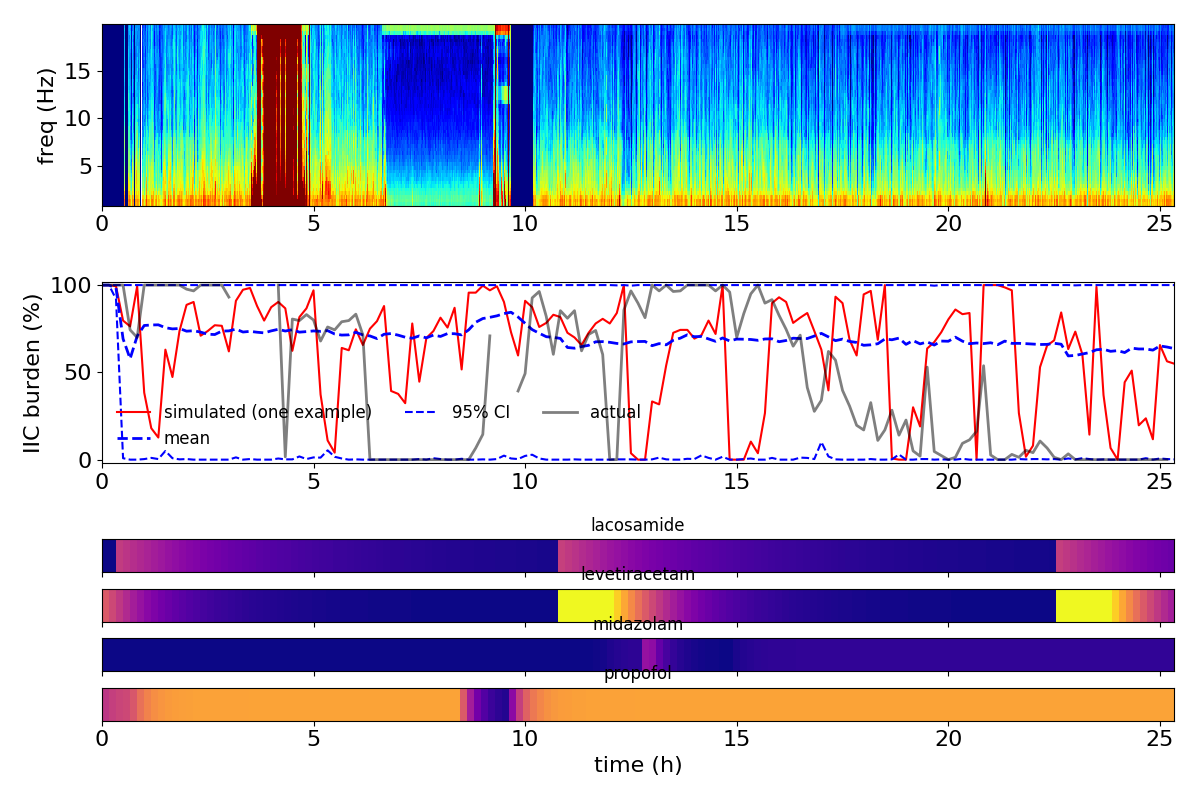 freq (Hz)
15
10
5
0 5 10 15 20 25
IIC burden (%)
100
50
0
simulated (one example) 95% CI actual
mean
0 5 10 15 20 25
lacosamide
levetiracetam
midazolam
propofol
0 5 10 15 20 25
time (h)